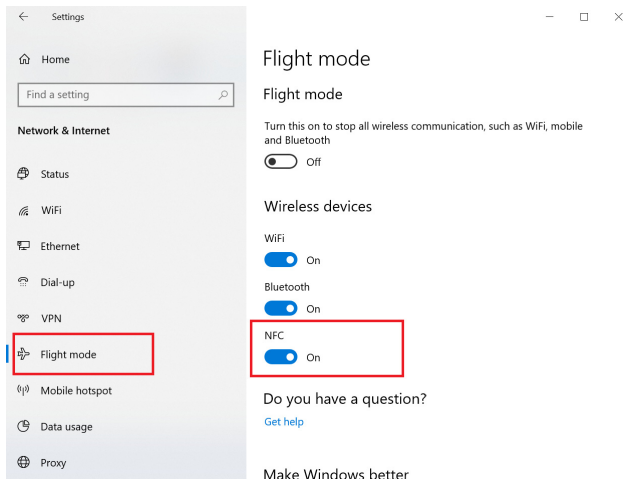 Settings
Home
Find a setting
Network & Internet
Status
WiFi
Ethernet
Dial-up
VPN
Flight mode
Mobile hotspot
Data usage
Proxy
Flight mode
Flight mode
Turn this on to stop all wireless communication, such as WiFi, mobile
and Bluetooth
Off
Wireless devices
WiFi
On
Bluetooth
On
NFC
On
Do you have a question?
Get help
Make Windows better